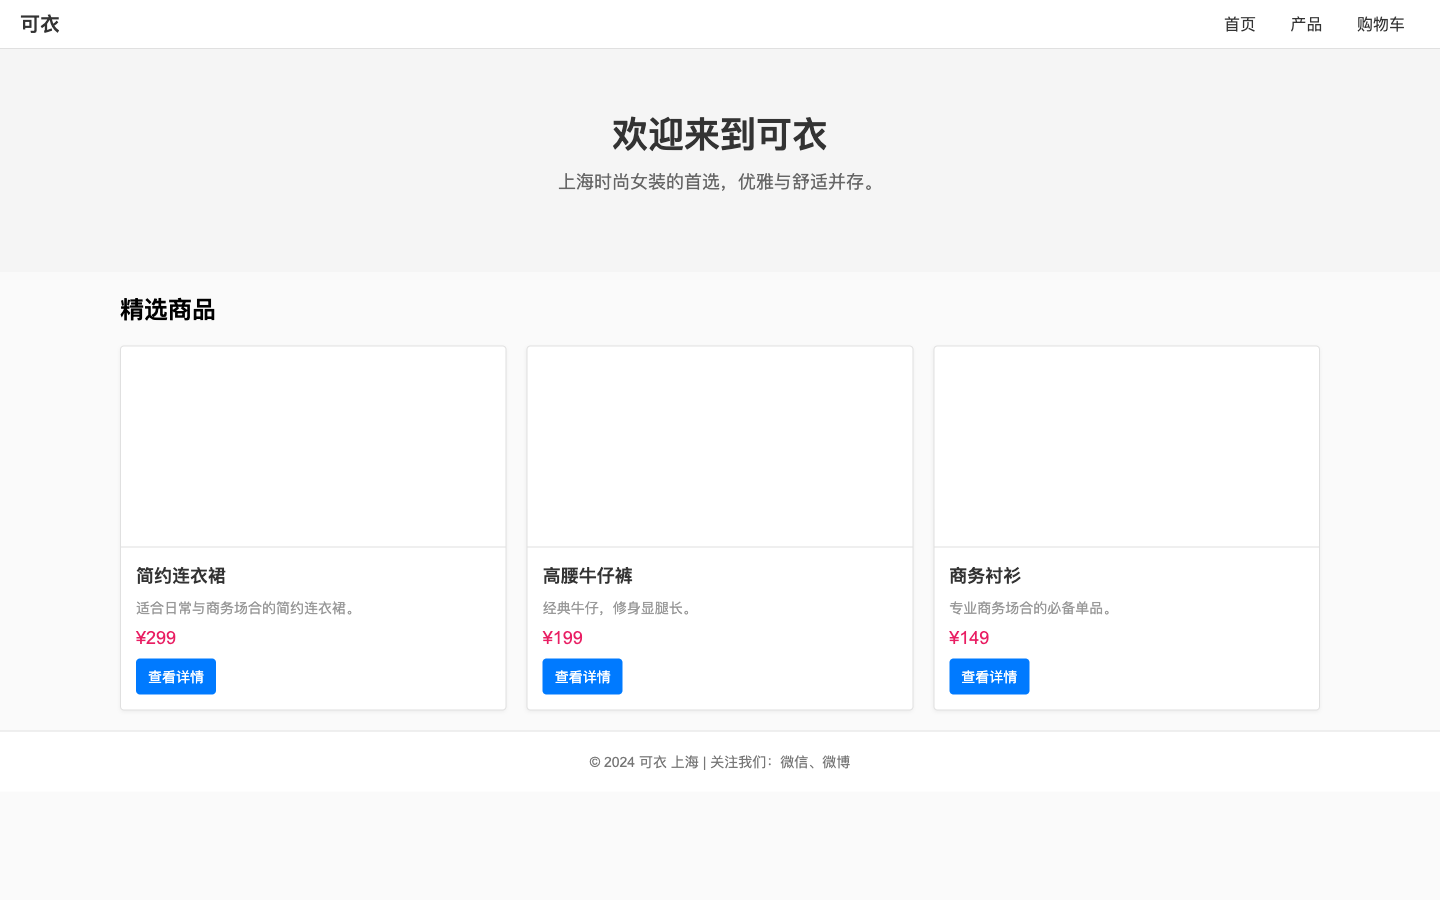 可衣
首页 产品 购物车
欢迎来到可衣
上海时尚女装的首选，优雅与舒适并存。
精选商品
简约连衣裙
适合日常与商务场合的简约连衣裙。
¥299
查看详情
高腰牛仔裤
经典牛仔，修身显腿长。
¥199
查看详情
商务衬衫
专业商务场合的必备单品。
¥149
查看详情
© 2024 可衣 上海 | 关注我们：微信、微博